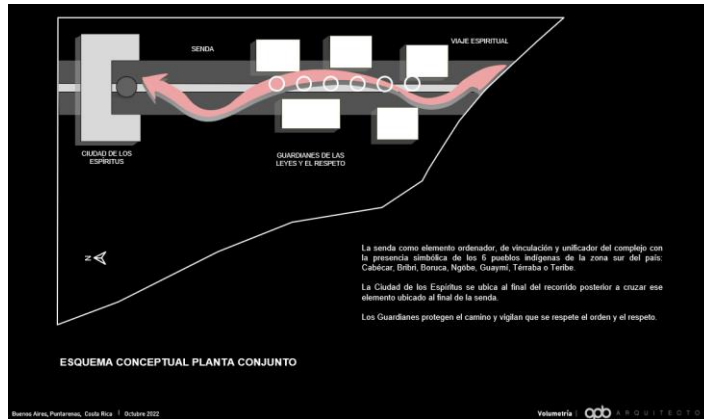 SENDA
VIAJE ESPIRITUAL
CIUDAD DE LOS
ESPÍRITUS
GUARDIANES DE LAS
LEYES Y EL RESPETO
N
La senda como elemento ordenador, de vinculación y unificador del complejo con
la presencia simbólica de los 6 pueblos indígenas de la zona sur del país:
Cabécar, Bribri, Boruca, Ngöbe, Guaymí, Térraba o Teribe.
La Ciudad de los Espíritus se ubica al final del recorrido posterior a cruzar ese
elemento ubicado al final de la senda.
Los Guardianes protegen el camino y vigilan que se respete el orden y el respeto.
ESQUEMA CONCEPTUAL PLANTA CONJUNTO
Buenos Aires, Puntarenas, Costa Rica | Octubre 2022
Volumetría | ARQUITECTO